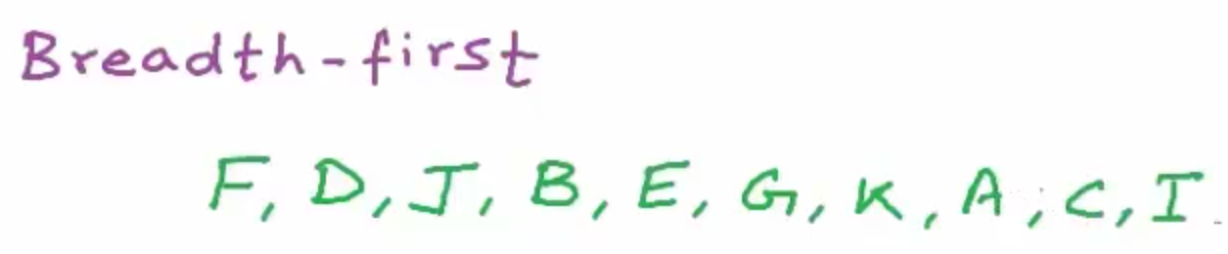 Breadth-first
F, D, J, B, E, G, K, A, C, I